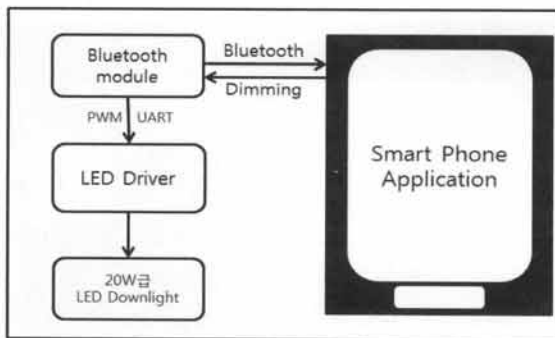 Bluetooth
module
Bluetooth
Dimming
PWM UART
LED Driver
20W급
LED Downlight
Smart Phone
Application